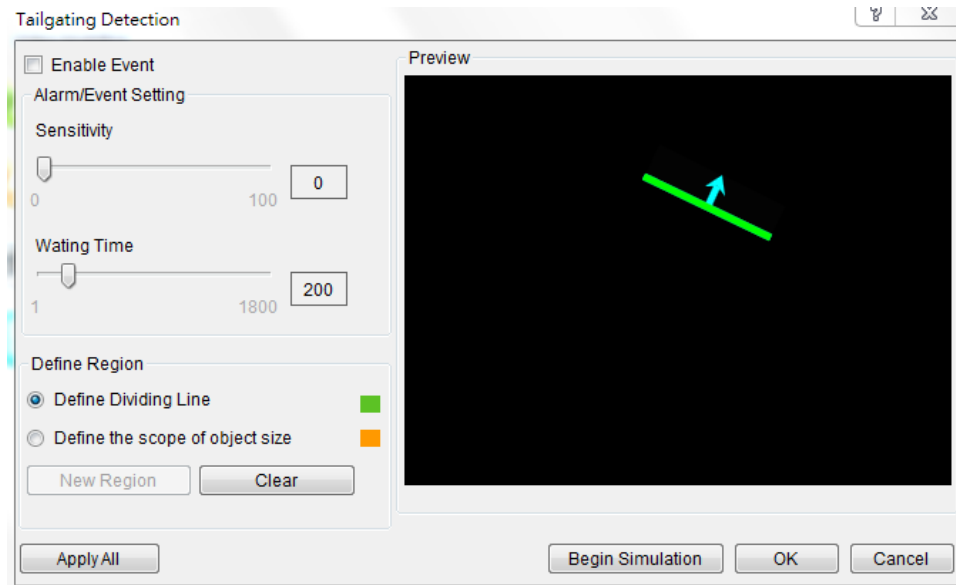 Tailgating Detection
Enable Event
Alarm/Event Setting
Sensitivity
0
0 100
Wating Time
200
1 1800
Define Region
Define Dividing Line
Define the scope of object size
New Region Clear
Preview
Apply All Begin Simulation OK Cancel